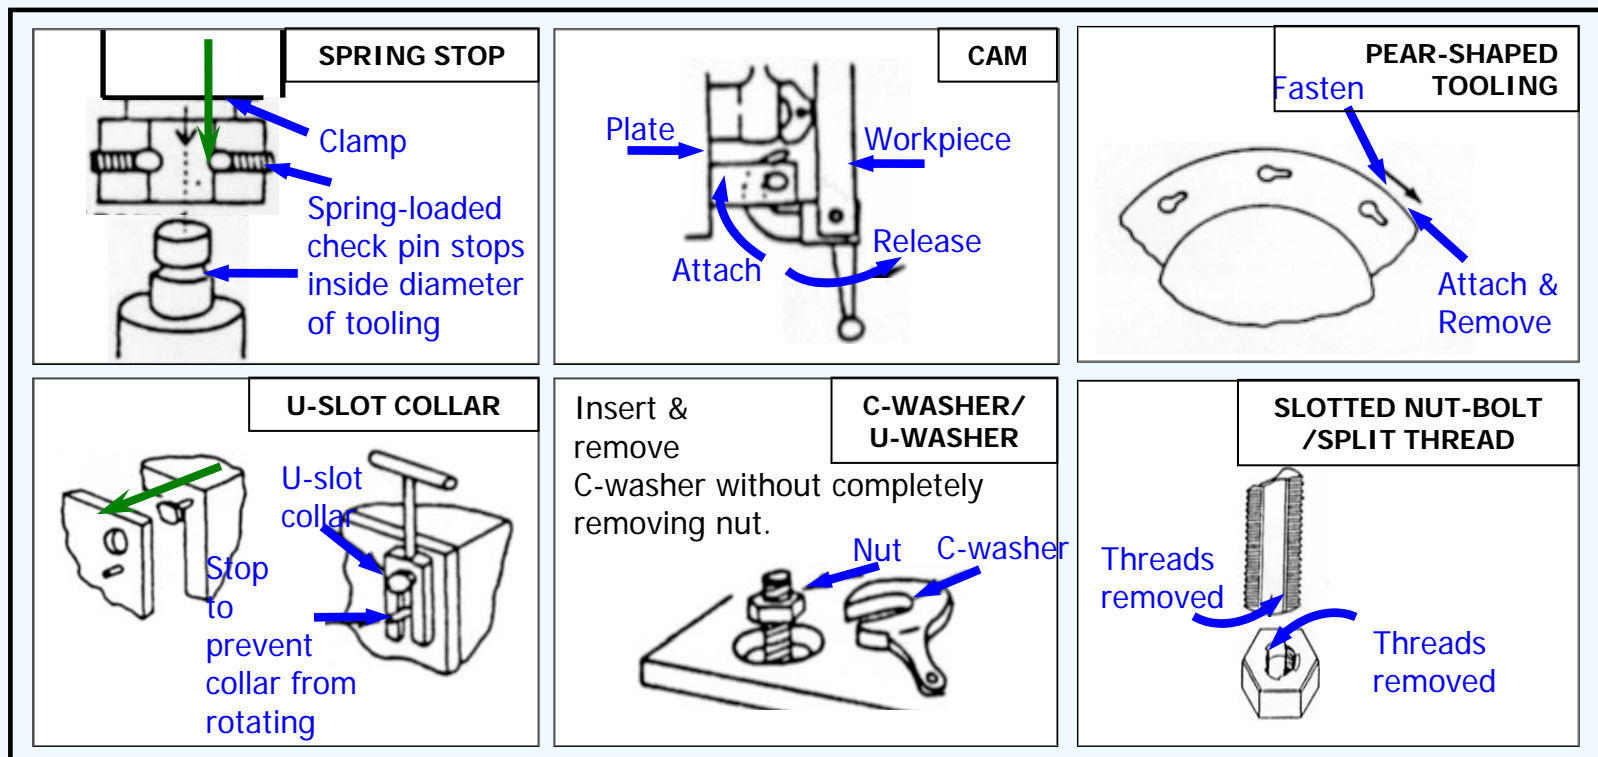 SPRING STOP
Clamp
Spring-loaded
check pin stops
inside diameter
of tooling
CAM
Plate
Workpiece
Attach
Release
PEAR-SHAPED
TOOLING
Fasten
Attach &
Remove
U-SLOT COLLAR
U-slot
collar
Stop
to
prevent
collar from
rotating
C-WASHER/
U-WASHER
Insert &
remove
C-washer without completely
removing nut.
Nut
C-washer
SLOTTED NUT-BOLT
/SPLIT THREAD
Threads
removed
Threads
removed